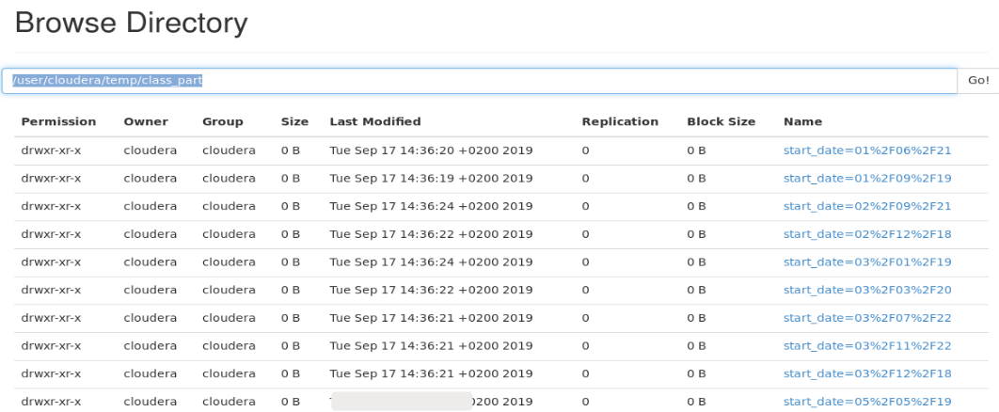 Browse Directory
/user/cloudera/temp/class_part Go!
Permission Owner Group Size Last Modified Replication Block Size Name
drwxr-xr-x cloudera cloudera 0 B Tue Sep 17 14:36:20 +0200 2019 0 0 B start_date=01%2F06%2F21
drwxr-xr-x cloudera cloudera 0 B Tue Sep 17 14:36:19 +0200 2019 0 0 B start_date=01%2F09%2F19
drwxr-xr-x cloudera cloudera 0 B Tue Sep 17 14:36:24 +0200 2019 0 0 B start_date=02%2F09%2F21
drwxr-xr-x cloudera cloudera 0 B Tue Sep 17 14:36:22 +0200 2019 0 0 B start_date=02%2F12%2F18
drwxr-xr-x cloudera cloudera 0 B Tue Sep 17 14:36:24 +0200 2019 0 0 B start_date=03%2F01%2F19
drwxr-xr-x cloudera cloudera 0 B Tue Sep 17 14:36:22 +0200 2019 0 0 B start_date=03%2F03%2F20
drwxr-xr-x cloudera cloudera 0 B Tue Sep 17 14:36:21 +0200 2019 0 0 B start_date=03%2F07%2F22
drwxr-xr-x cloudera cloudera 0 B Tue Sep 17 14:36:21 +0200 2019 0 0 B start_date=03%2F11%2F22
drwxr-xr-x cloudera cloudera 0 B Tue Sep 17 14:36:21 +0200 2019 0 0 B start_date=03%2F12%2F18
drwxr-xr-x cloudera cloudera 0 B 2019 0 0 B start_date=05%2F05%2F19